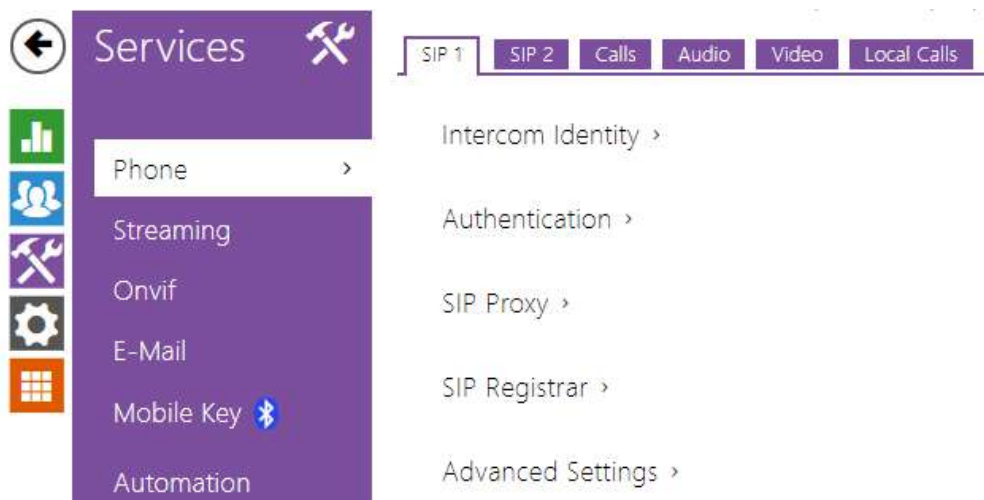 Services
Phone
Streaming
Onvif
E-Mail
Mobile Key
Automation
SIP 1 SIP 2 Calls Audio Video Local Calls
Intercom Identity
Authentication
SIP Proxy
SIP Registrar
Advanced Settings